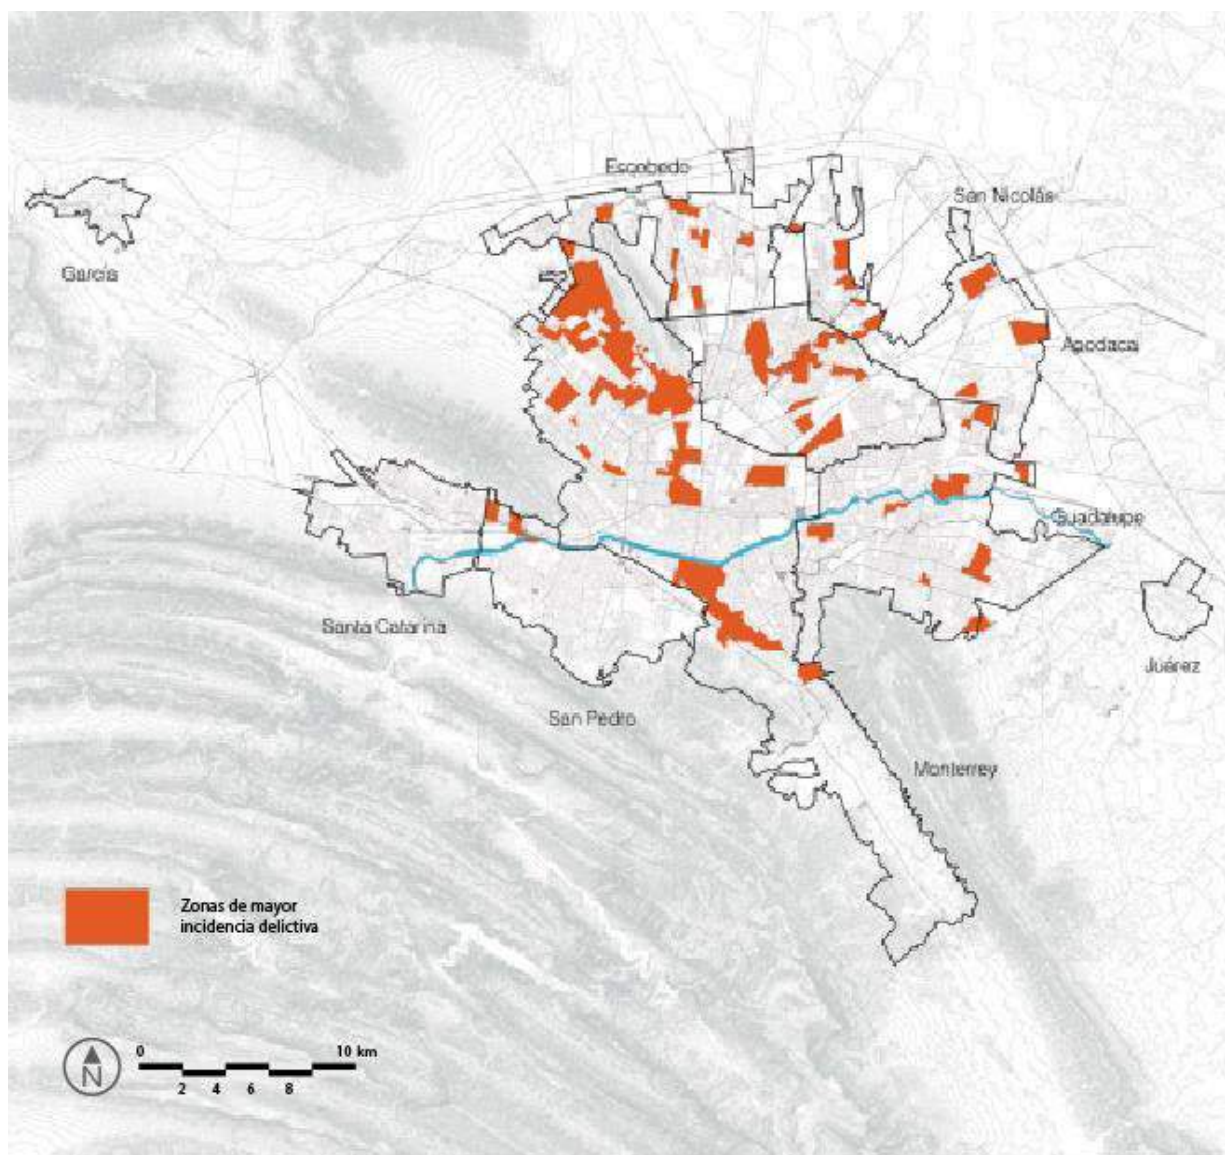 Escobedo
San Nicolás
García
Apodaca
Guadalupe
Santa Catarina
Juárez
San Pedro
Monterrey
Zonas de mayor
incidencia delictiva
0 10 km
2 4 6 8
N